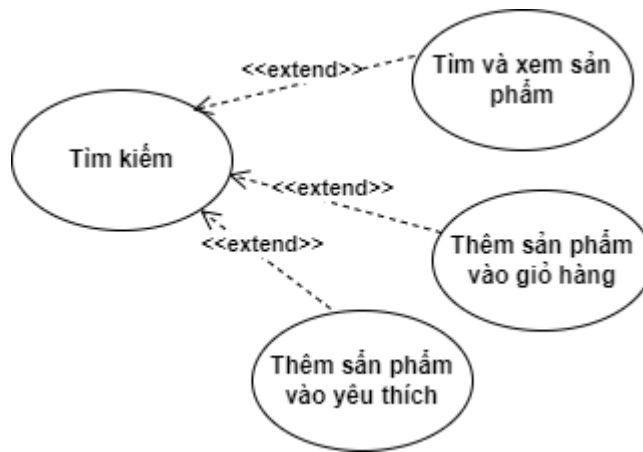 <<extend>>
Tìm và xem sản
phẩm
Tìm kiếm
<<extend>>
Thêm sản phẩm
vào giỏ hàng
<<extend>>
Thêm sẩn phẩm
vào yêu thích